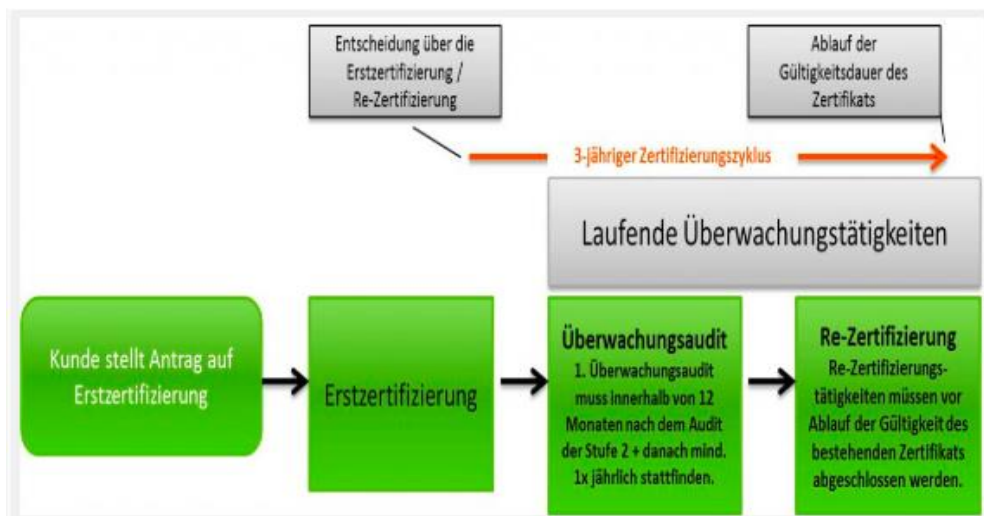 Entscheidung über die
Erstzertifizierung /
Re-Zertifizierung
Ablauf der
Gültigkeitsdauer des
Zertifikats
3-jähriger Zertifizierungszyklus
Laufende Überwachungstätigkeiten
Kunde stellt Antrag auf
Erstzertifizierung
Erstzertifizierung
Überwachungsaudit
1. Überwachungsaudit
muss innerhalb von 12
Monaten nach dem Audit
der Stufe 2 + danach mind.
1x jährlich stattfinden.
Re-Zertifizierung
Re-Zertifizierungs-
tätigkeiten müssen vor
Ablauf der Gültigkeit des
bestehenden Zertifikats
abgeschlossen werden.